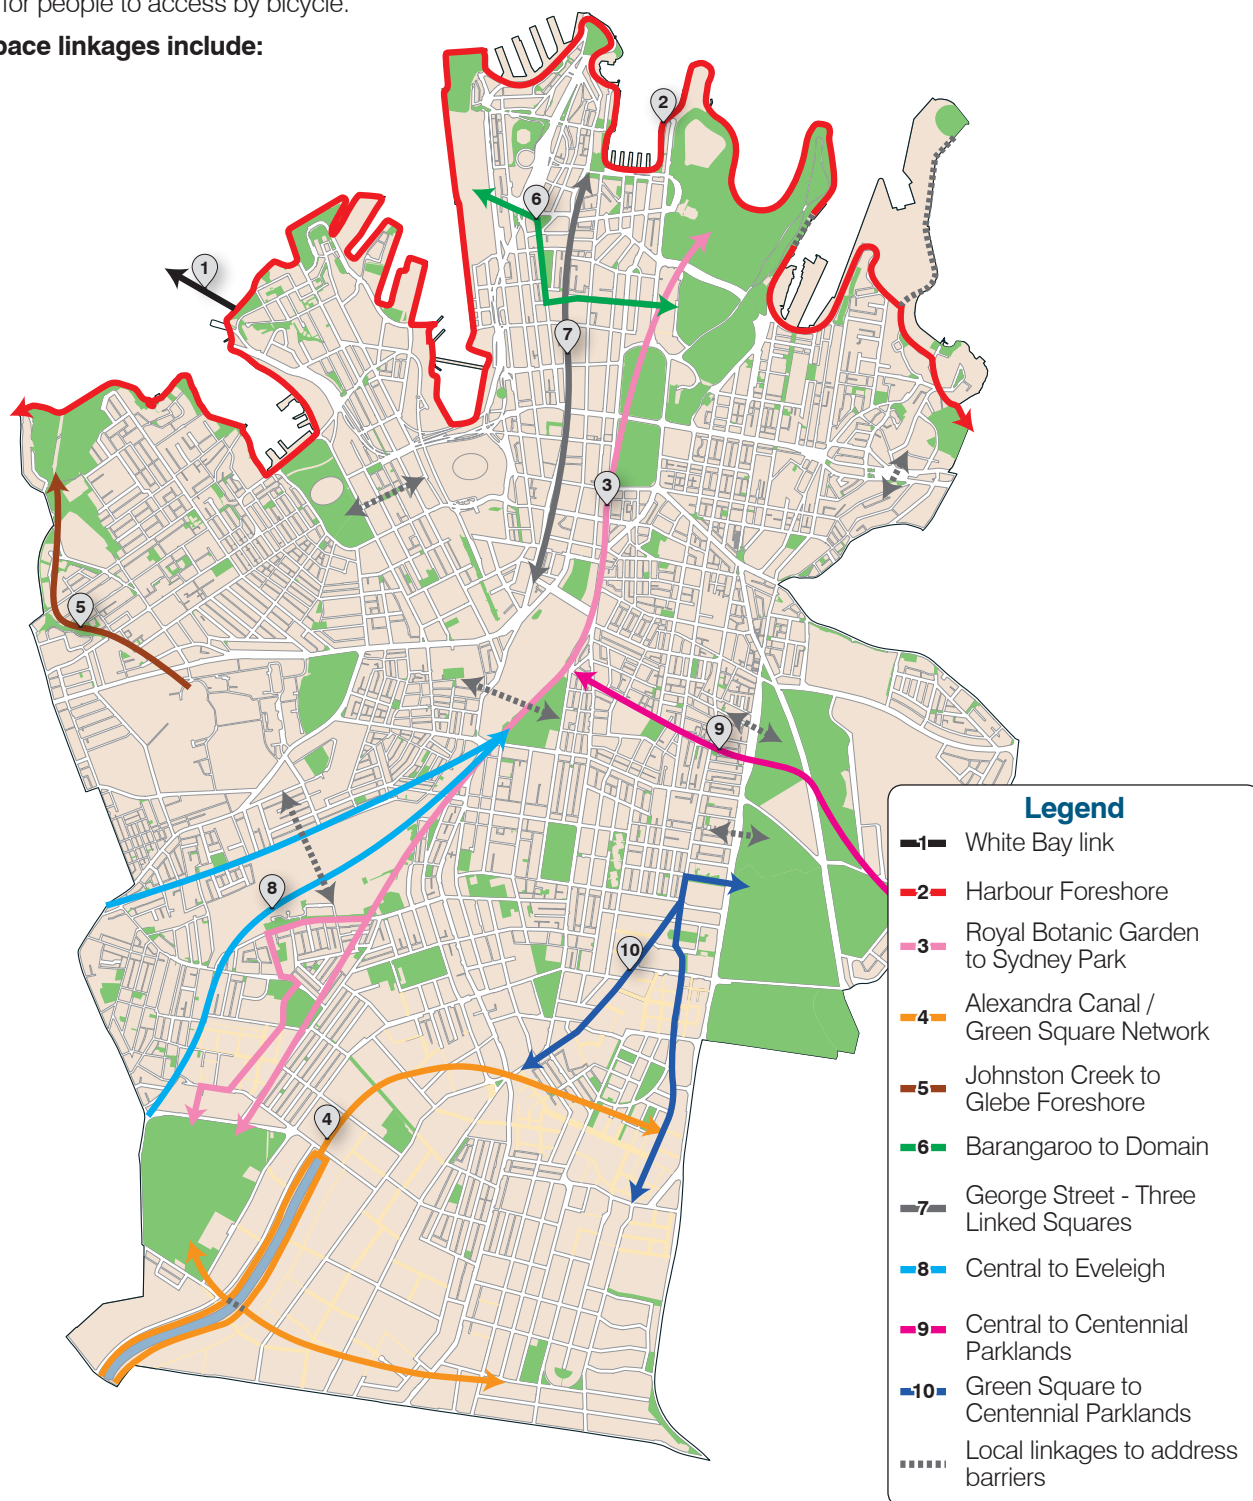 for people to access by bicycle.
pace linkages include:
2
6
1
7
3
5
9
8
10
4
Legend
1 White Bay link
2 Harbour Foreshore
3 Royal Botanic Garden
to Sydney Park
4 Alexandra Canal /
Green Square Network
5 Johnston Creek to
Glebe Foreshore
6 Barangaroo to Domain
7 George Street - Three
Linked Squares
8 Central to Eveleigh
9 Central to Centennial
Parklands
10 Green Square to
Centennial Parklands
Local linkages to address
barriers